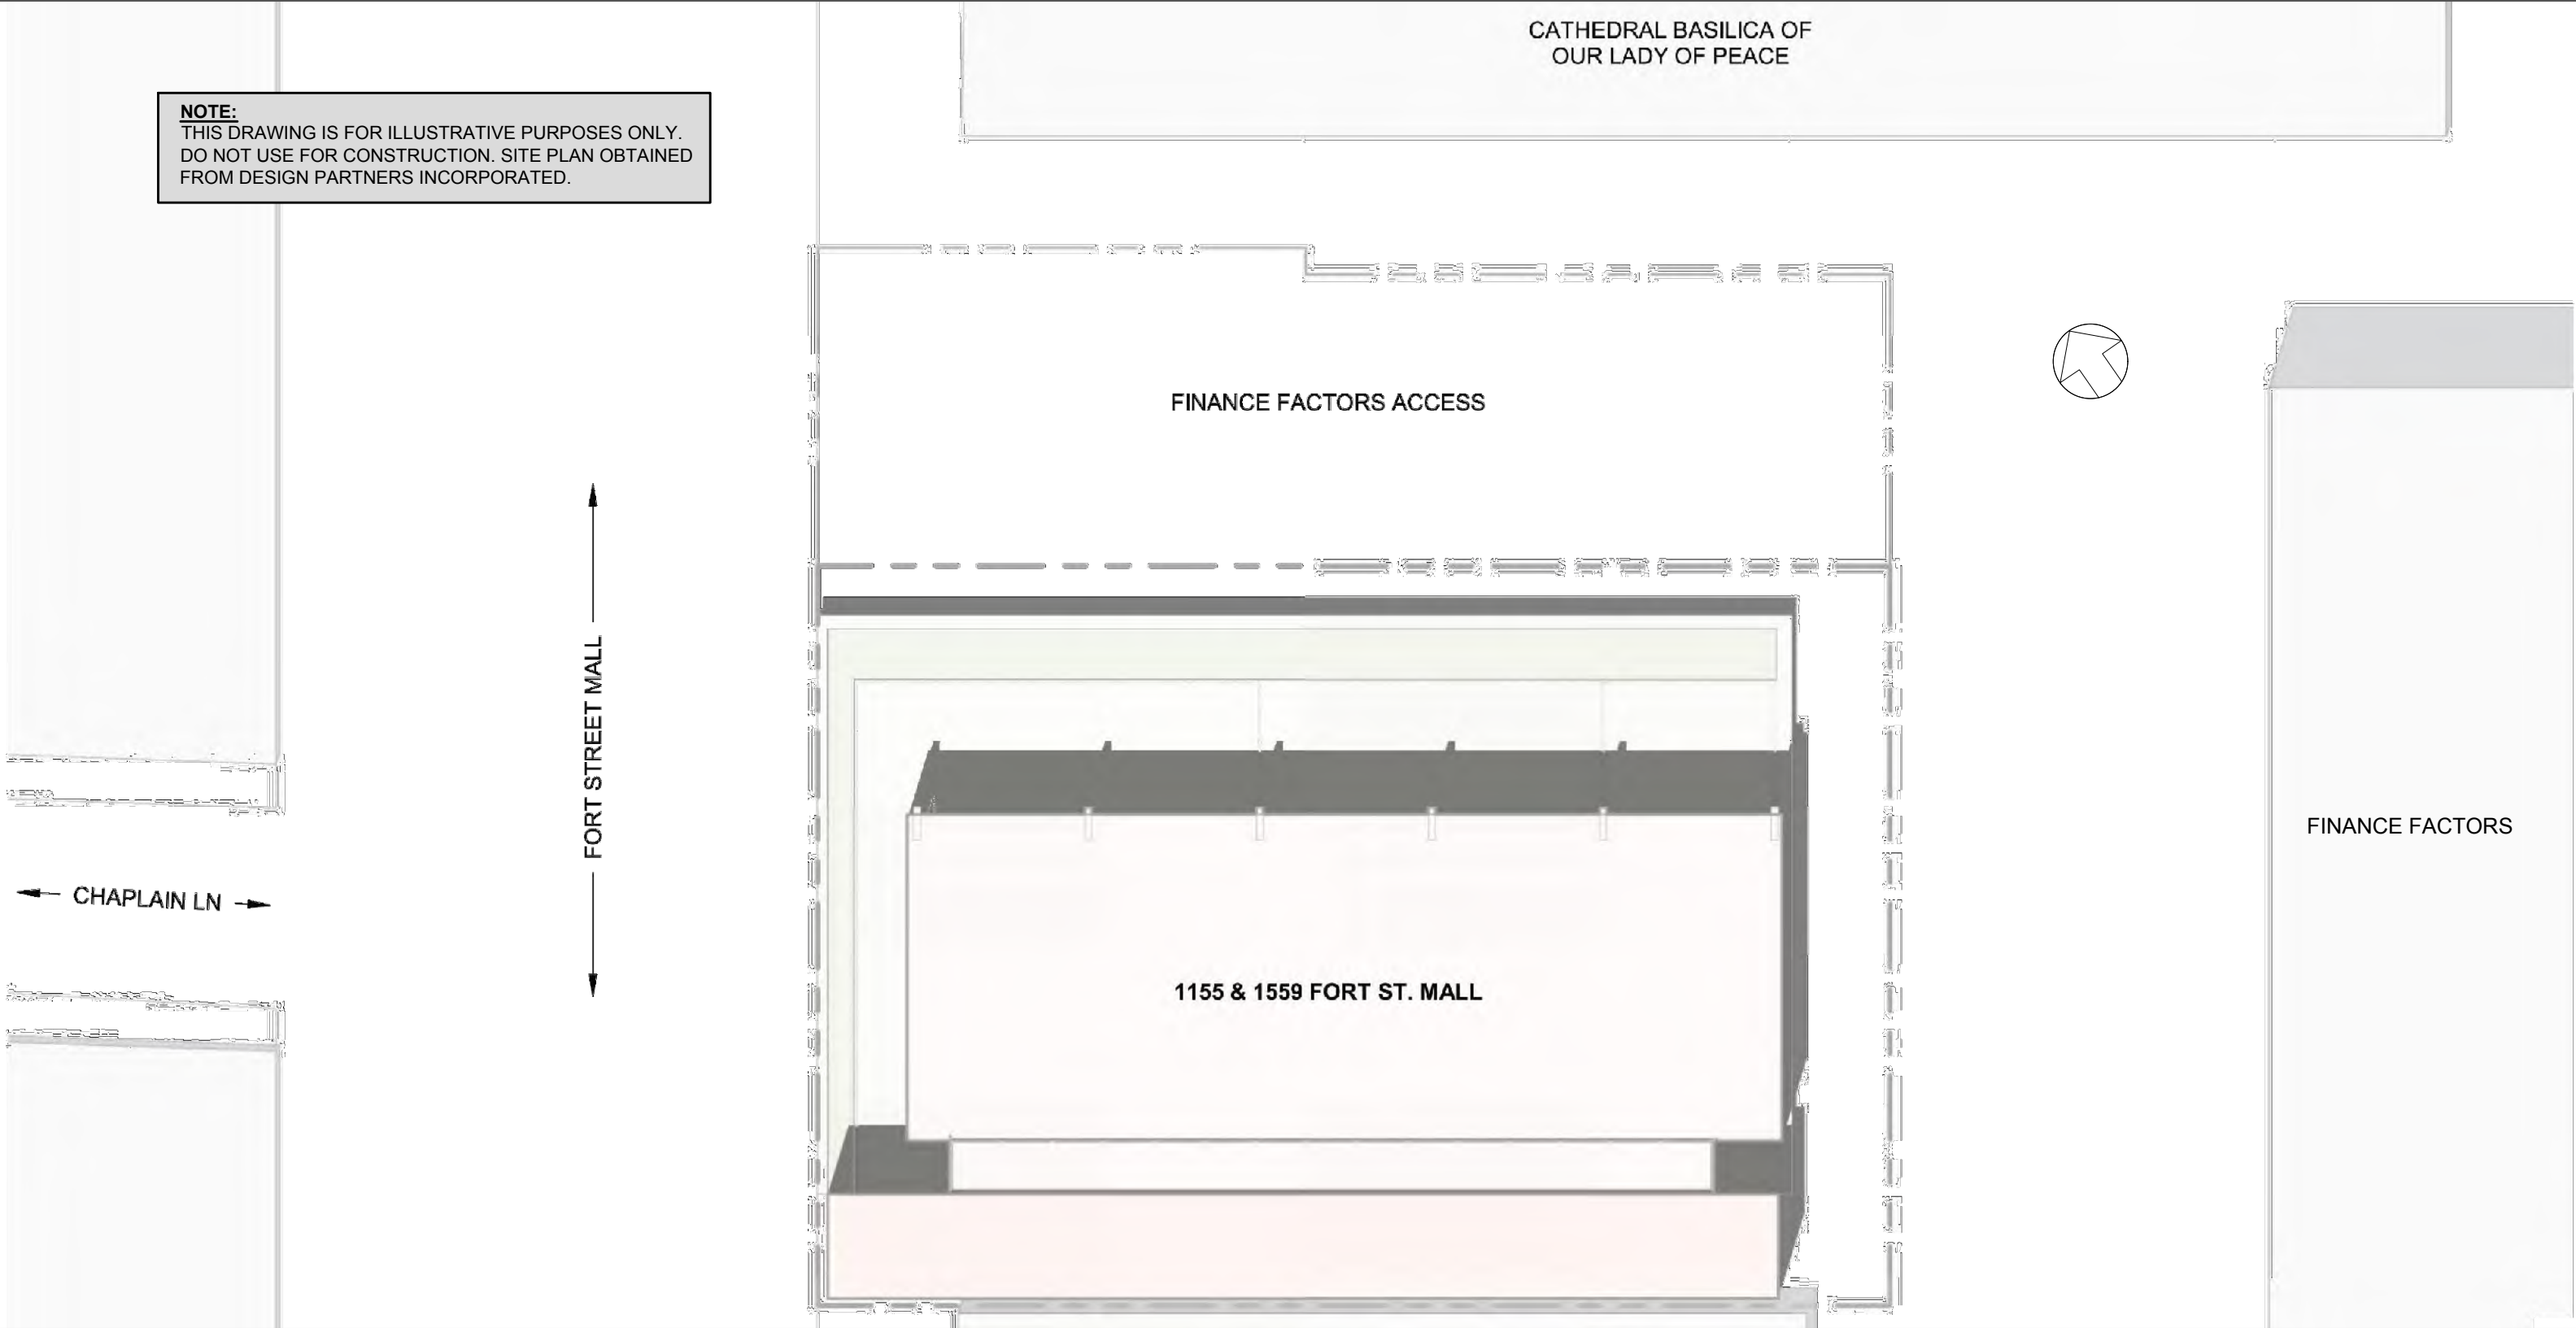 CATHEDRAL BASILICA OF
OUR LADY OF PEACE
NOTE:
THIS DRAWING IS FOR ILLUSTRATIVE PURPOSES ONLY.
DO NOT USE FOR CONSTRUCTION. SITE PLAN OBTAINED
FROM DESIGN PARTNERS INCORPORATED.
FINANCE FACTORS ACCESS
FORT STREET MALL
FINANCE FACTORS
CHAPLAIN LN
1155 & 1559 FORT ST. MALL